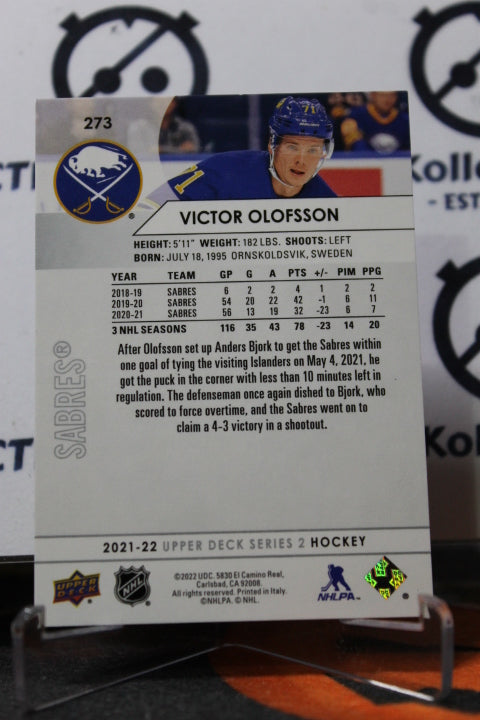 273
71
71
VICTOR OLOFSSON
HEIGHT: 5'11" WEIGHT: 182 LBS. SHOOTS: LEFT
BORN: JULY 18, 1995 ORNSKOLDSVIK, SWEDEN
YEAR TEAM GP G A PTS +/- PIM PPG
2018-19 SABRES 6 2 2 4 1 2 2
2019-20 SABRES 54 20 22 42 -1 6 11
2020-21 SABRES 56 13 19 32 -23 6 7
3 NHL SEASONS 116 35 43 78 -23 14 20
After Olofsson set up Anders Bjork to get the Sabres within
one goal of tying the visiting Islanders on May 4, 2021, he
got the puck in the corner with less than 10 minutes left in
regulation. The defenseman once again dished to Bjork, who
scored to force overtime, and the Sabres went on to
claim a 4-3 victory in a shootout.
SABRES®
2021-22 UPPER DECK SERIES 2 HOCKEY
UPPER DECK
NHL
©2022 UDC. 5830 El Camino Real,
Carlsbad, CA 92008.
All rights reserved. Printed in Italy.
©NHLPA. © NHL.
NHLPA
Kolle
- EST
Koll
CT